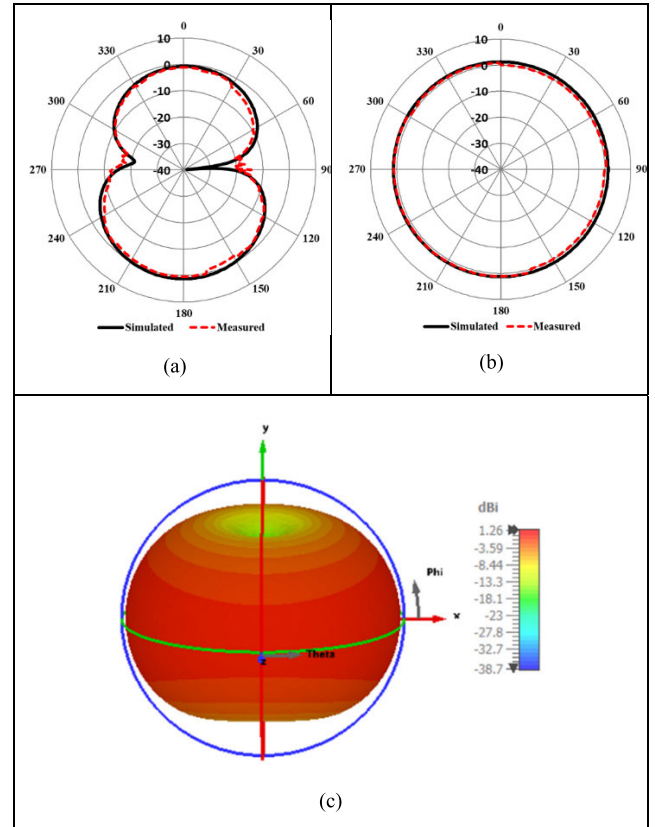 0
330 10 30
0
300 -10 60
-20
-30
270 -40 90
240 120
210 150
180
Simulated Measured
(a)
0
330 10 30
0
300 -10 60
-20
-30
270 -40 90
240 120
210 150
180
Simulated Measured
(b)
y
dBi
1.26
-3.59
-8.44
-13.3
-18.1
-23
-27.8
-32.7
-38.7
Phi
x
Theta
z
(c)